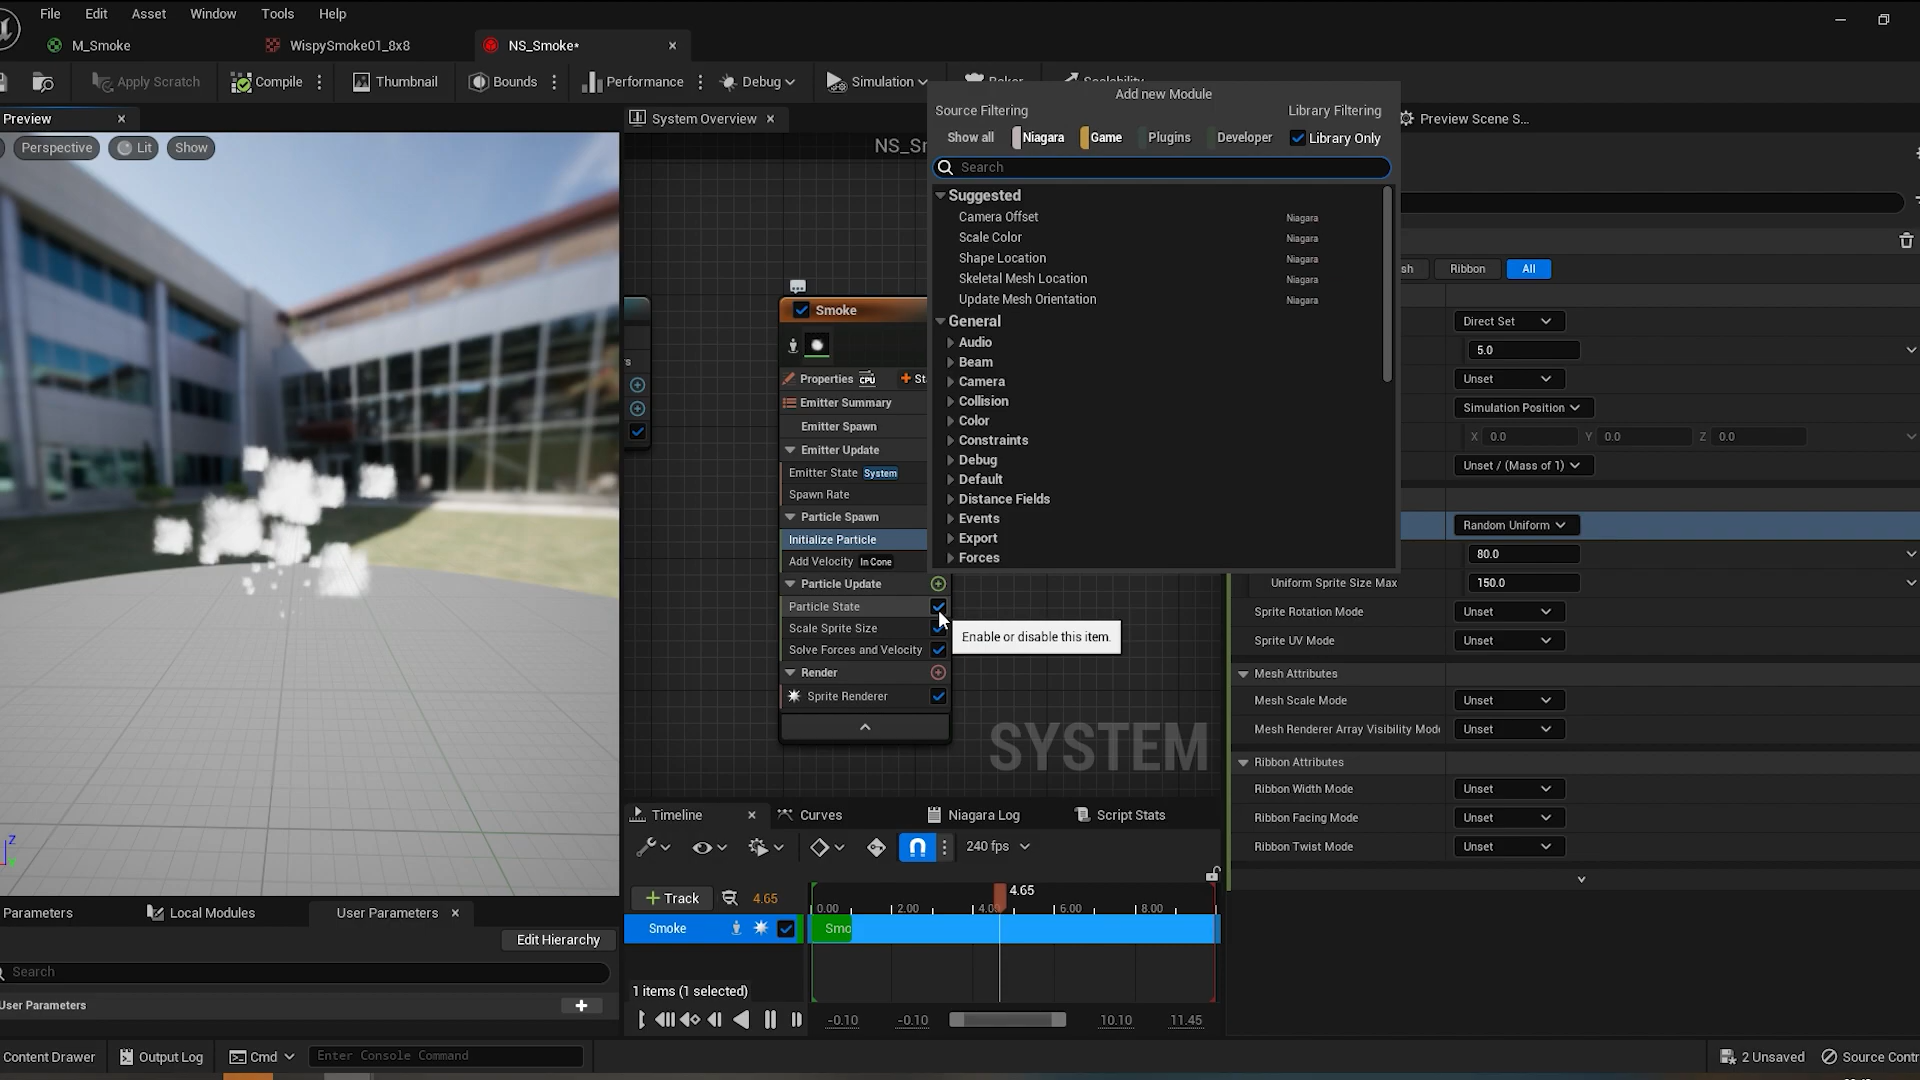 File Edit Asset Window Tools Help
M_Smoke WispySmoke01_8x8 NS_Smoke*
Apply Scratch Compile Thumbnail Bounds Performance Debug Simulation Baker Scalability
Preview System Overview Preview Scene S...
Perspective Lit Show
NS_Sm
Add new Module
Source Filtering Library Filtering
Show all Niagara Game Plugins Developer Library Only
Search
Suggested
Camera Offset Niagara
Scale Color Niagara
Shape Location Niagara
Skeletal Mesh Location Niagara
Update Mesh Orientation Niagara
General
Audio
Beam
Camera
Collision
Color
Constraints
Debug
Default
Distance Fields
Events
Export
Forces
Smoke
Properties CPU + St
Emitter Summary
Emitter Spawn
Emitter Update
Emitter State System
Spawn Rate
Particle Spawn
Initialize Particle
Add Velocity In Cone
Particle Update
Particle State
Scale Sprite Size
Solve Forces and Velocity
Render
Sprite Renderer
Enable or disable this item.
SYSTEM
sh Ribbon All
Direct Set
5.0
Unset
Simulation Position
X 0.0 Y 0.0 Z 0.0
Unset / (Mass of 1)
Random Uniform
80.0
Uniform Sprite Size Max 150.0
Sprite Rotation Mode Unset
Sprite UV Mode Unset
Mesh Attributes
Mesh Scale Mode Unset
Mesh Renderer Array Visibility Mode Unset
Ribbon Attributes
Ribbon Width Mode Unset
Ribbon Facing Mode Unset
Ribbon Twist Mode Unset
Timeline Curves Niagara Log Script Stats
240 fps
+ Track 4.65 4.65
0.00 2.00 4.00 6.00 8.00
Smoke Smo
1 items (1 selected)
-0.10 -0.10 10.10 11.45
Z
Parameters Local Modules User Parameters
Edit Hierarchy
Search
User Parameters
Content Drawer Output Log Cmd Enter Console Command 2 Unsaved Source Contr